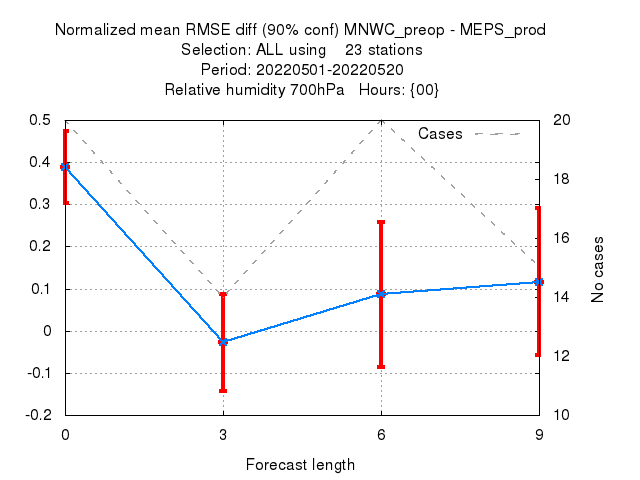 Normalized mean RMSE diff (90% conf) MNWC_preop - MEPS_prod
Selection: ALL using    23 stations
Period: 20220501-20220520
Relative humidity 700hPa   Hours: {00}
0.5
0.4
0.3
0.2
0.1
0
-0.1
-0.2
Cases
20
18
16
14
12
10
No cases
0 3 6 9
Forecast length